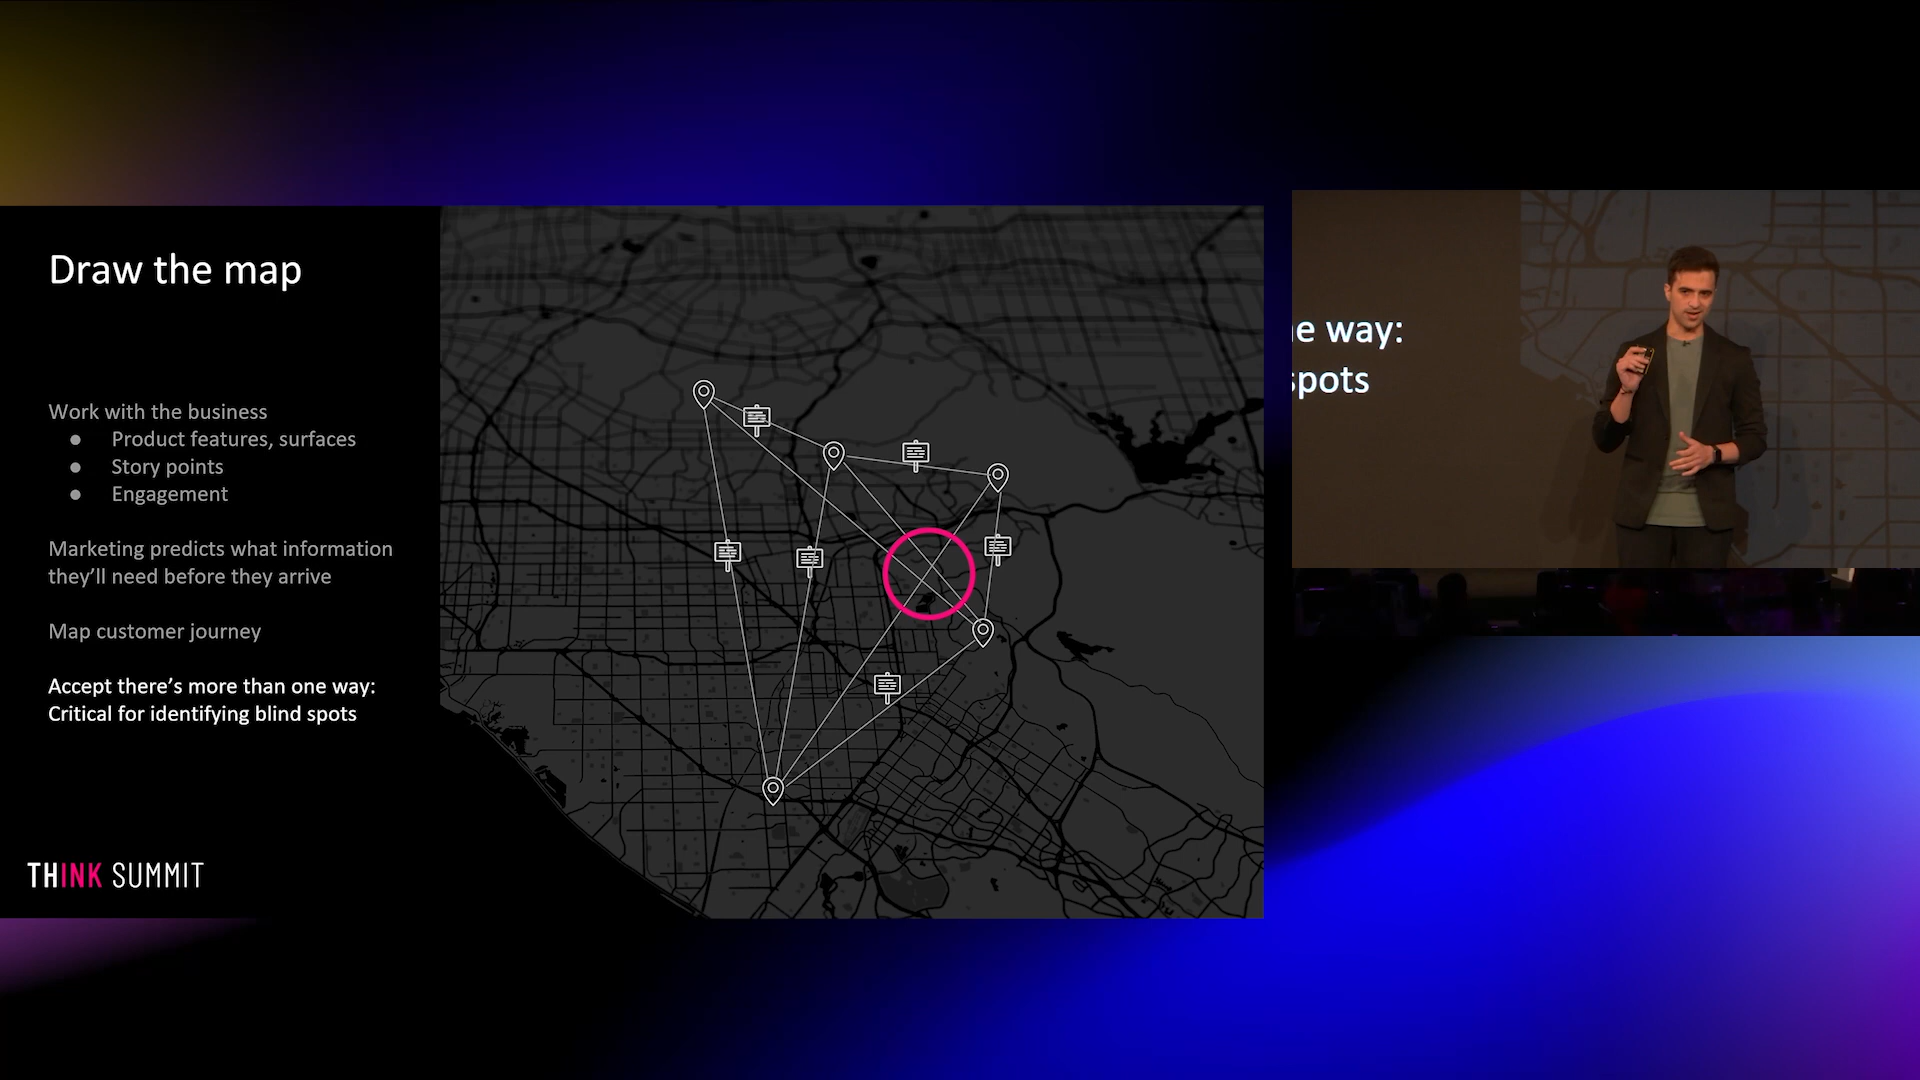 Draw the map
Work with the business
● Product features, surfaces
● Story points
● Engagement
Marketing predicts what information
they’ll need before they arrive
Map customer journey
Accept there’s more than one way:
Critical for identifying blind spots
THINK SUMMIT
e way:
spots